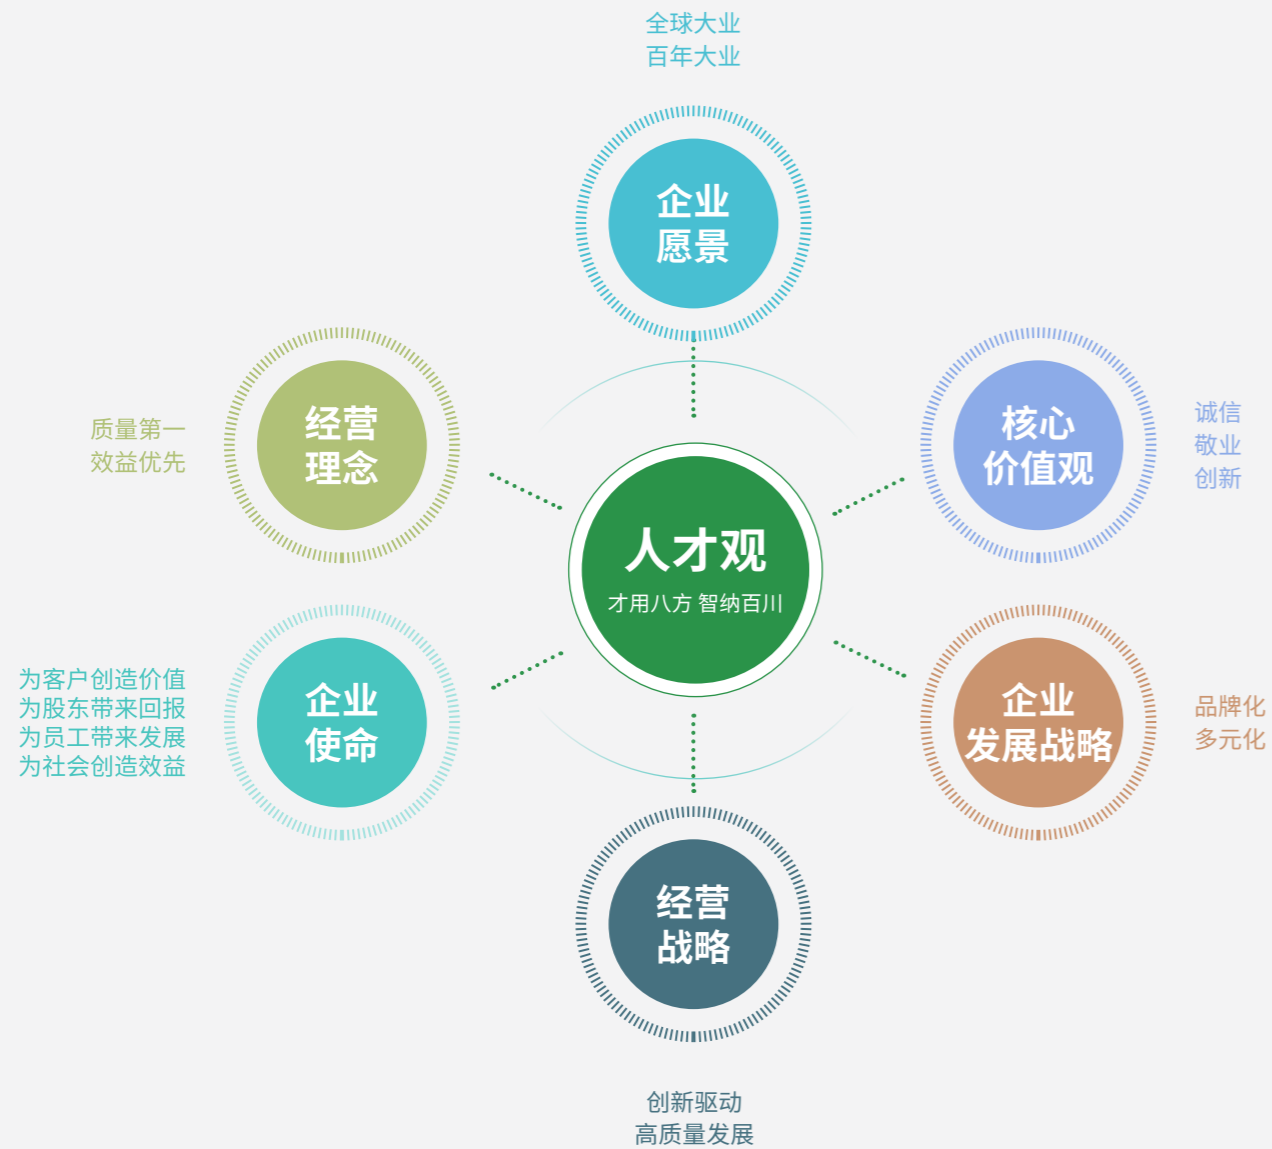 全球大业
百年大业
企业
愿景
经营
理念
质量第一
效益优先
核心
价值观
诚信
敬业
创新
人才观
才用八方 智纳百川
企业
使命
为客户创造价值
为股东带来回报
为员工带来发展
为社会创造效益
企业
发展战略
品牌化
多元化
经营
战略
创新驱动
高质量发展